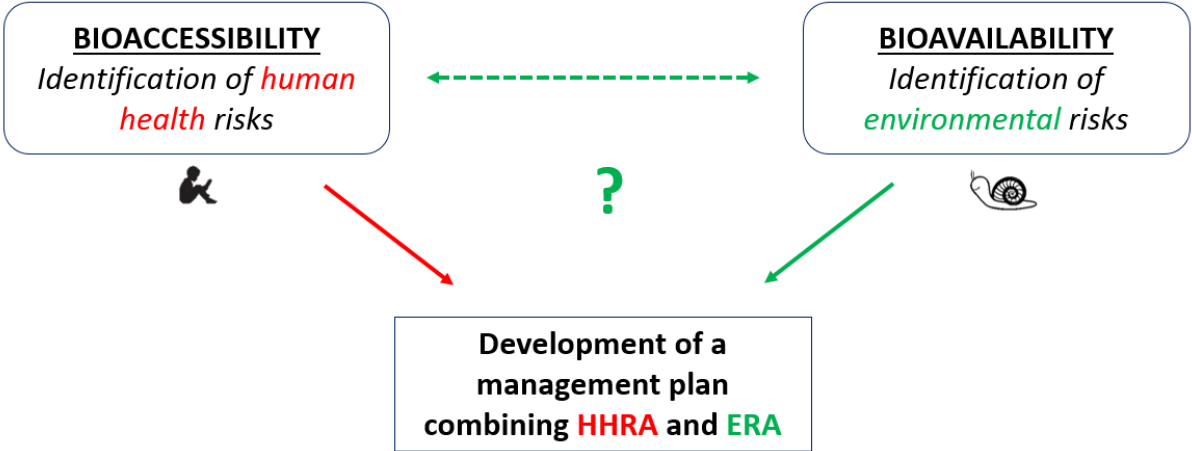 BIOACCESSIBILITY
Identification of human
health risks
BIOAVAILABILITY
Identification of
environmental risks
?
Development of a
management plan
combining HHRA and ERA